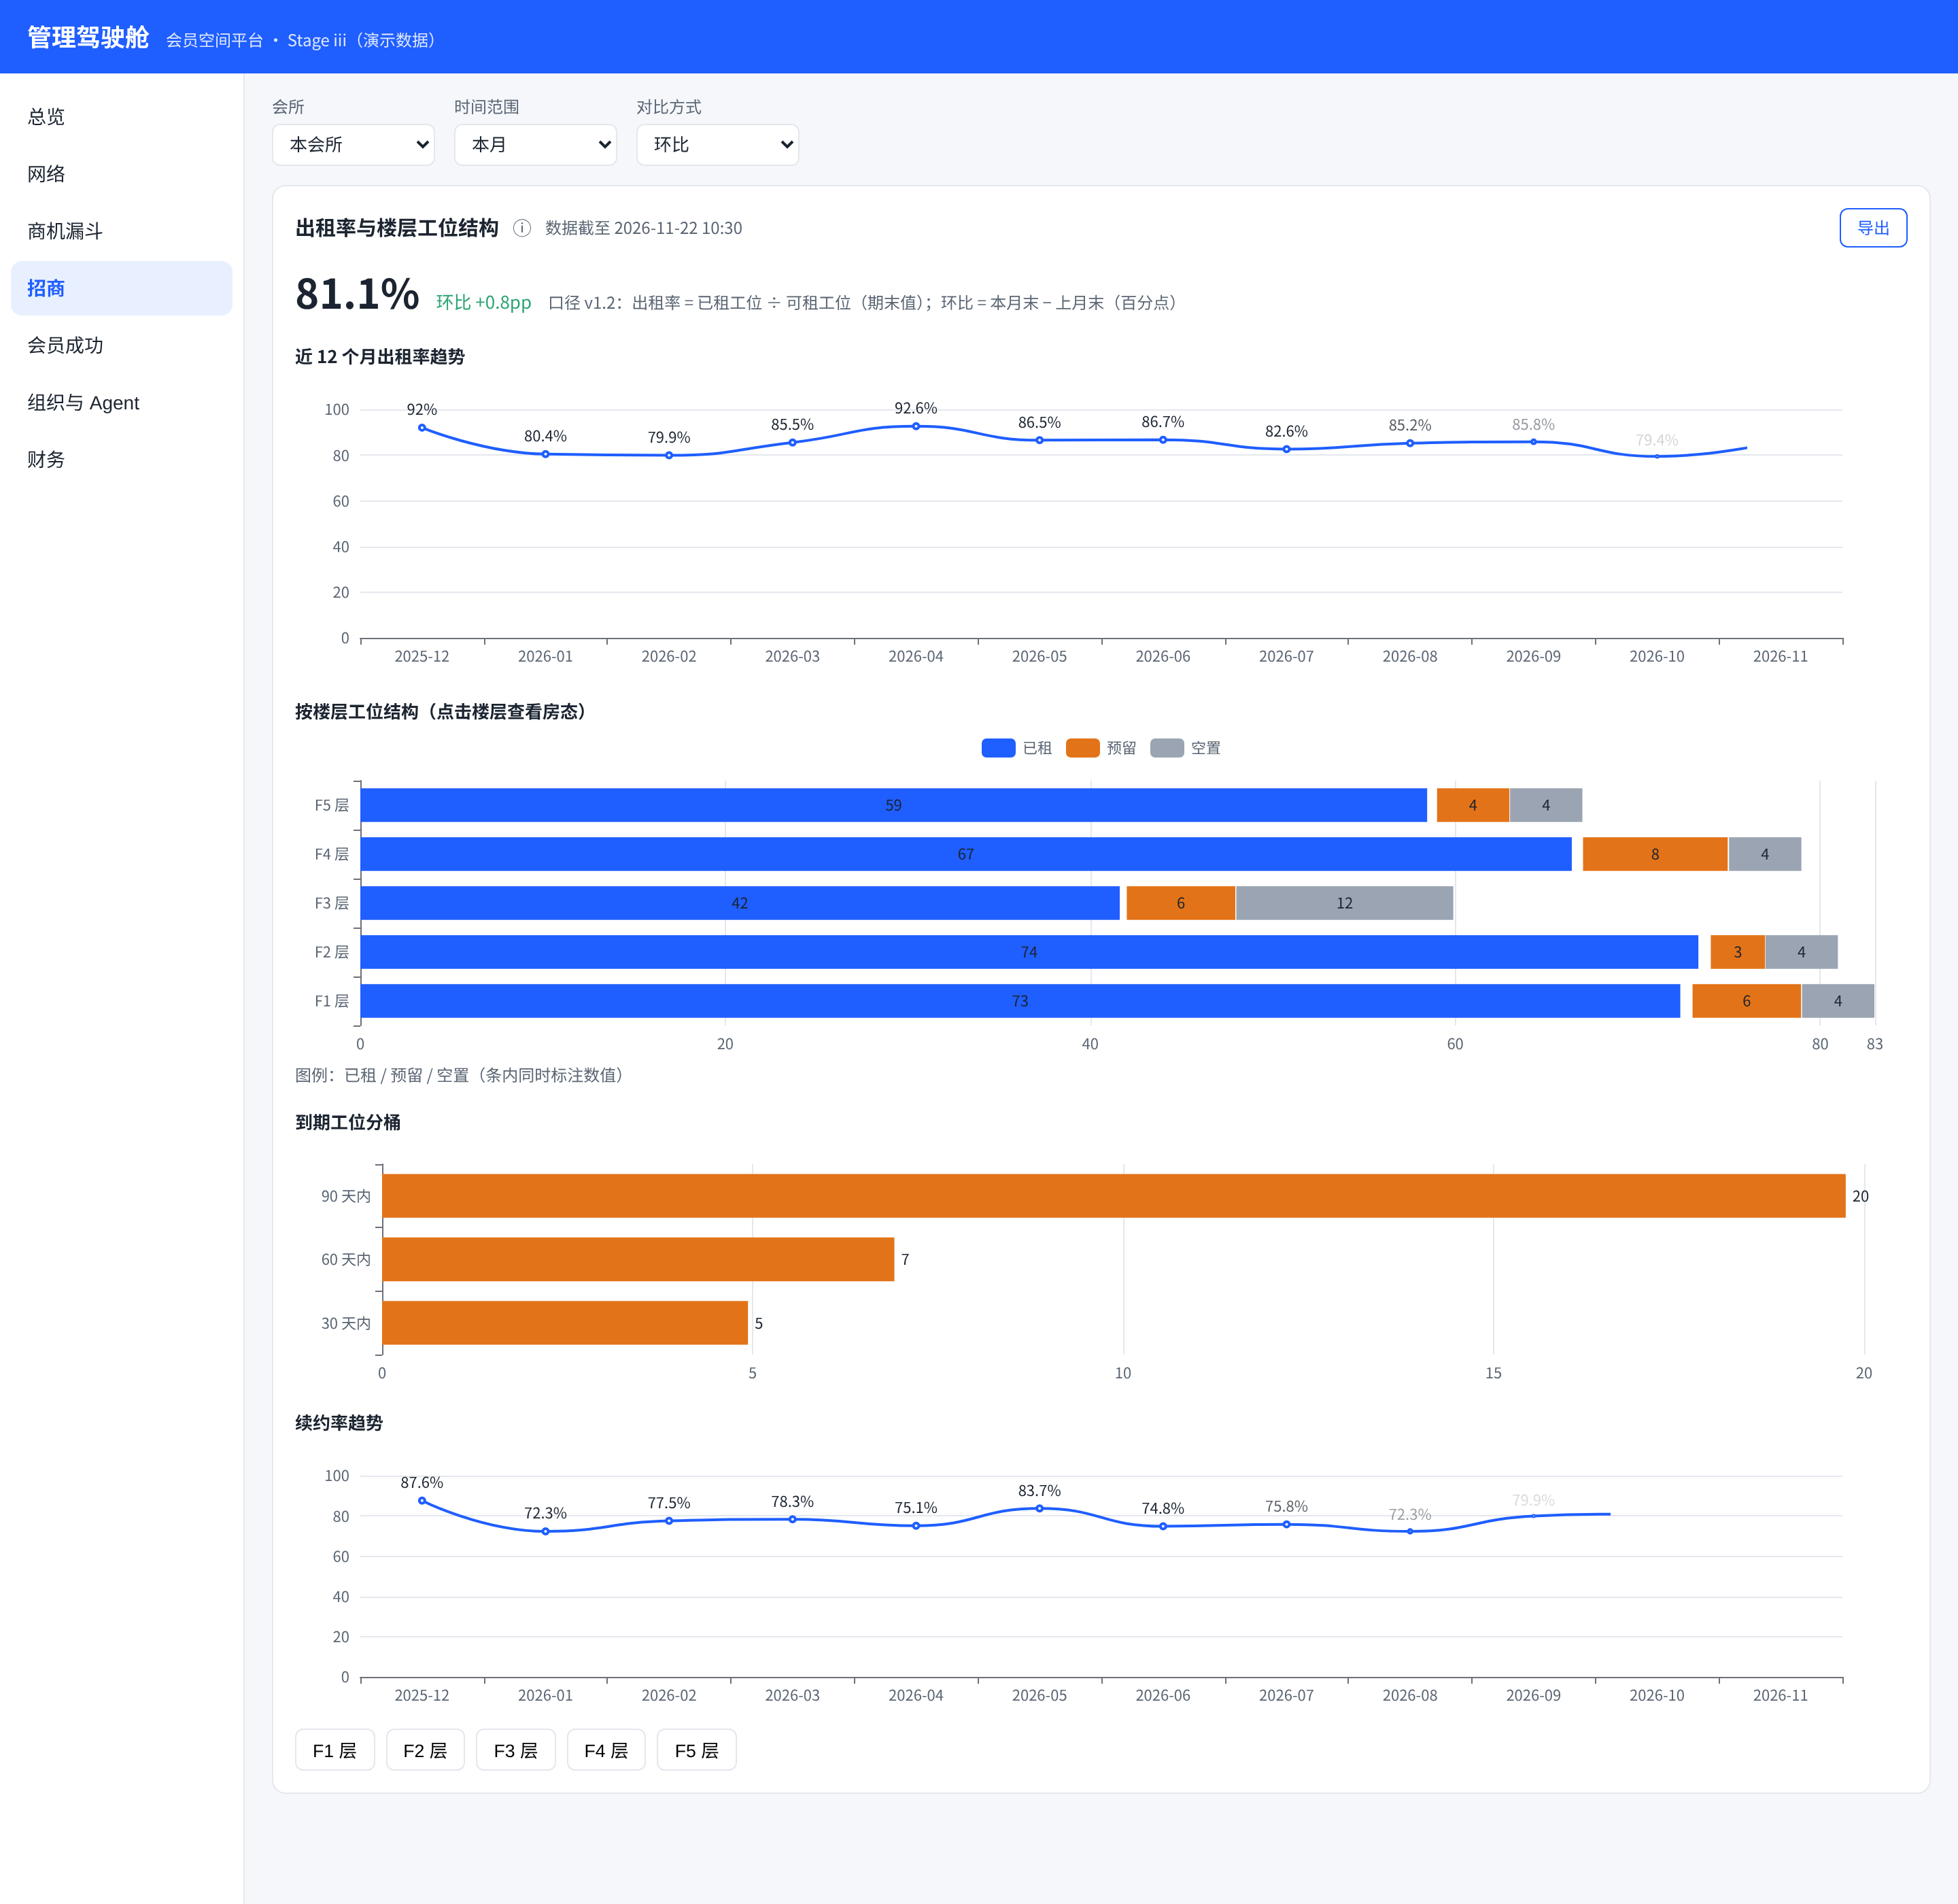 管理驾驶舱 会员空间平台 · Stage iii（演示数据）
总览
网络
商机漏斗
招商
会员成功
组织与 Agent
财务
会所 时间范围 对比方式
本会所 本月 环比
出租率与楼层工位结构 ⓘ 数据截至 2026-11-22 10:30 导出
81.1% 环比 +0.8pp 口径 v1.2：出租率 = 已租工位 ÷ 可租工位（期末值）；环比 = 本月末 − 上月末（百分点）
近 12 个月出租率趋势
100
80
60
40
20
0
92% 80.4% 79.9% 85.5% 92.6% 86.5% 86.7% 82.6% 85.2% 85.8% 79.4%
2025-12 2026-01 2026-02 2026-03 2026-04 2026-05 2026-06 2026-07 2026-08 2026-09 2026-10 2026-11
按楼层工位结构（点击楼层查看房态）
已租 预留 空置
F5 层 59 4 4
F4 层 67 8 4
F3 层 42 6 12
F2 层 74 3 4
F1 层 73 6 4
0 20 40 60 80 83
图例：已租 / 预留 / 空置（条内同时标注数值）
到期工位分桶
90 天内 20
60 天内 7
30 天内 5
0 5 10 15 20
续约率趋势
100
80
60
40
20
0
87.6% 72.3% 77.5% 78.3% 75.1% 83.7% 74.8% 75.8% 72.3% 79.9%
2025-12 2026-01 2026-02 2026-03 2026-04 2026-05 2026-06 2026-07 2026-08 2026-09 2026-10 2026-11
F1 层 F2 层 F3 层 F4 层 F5 层